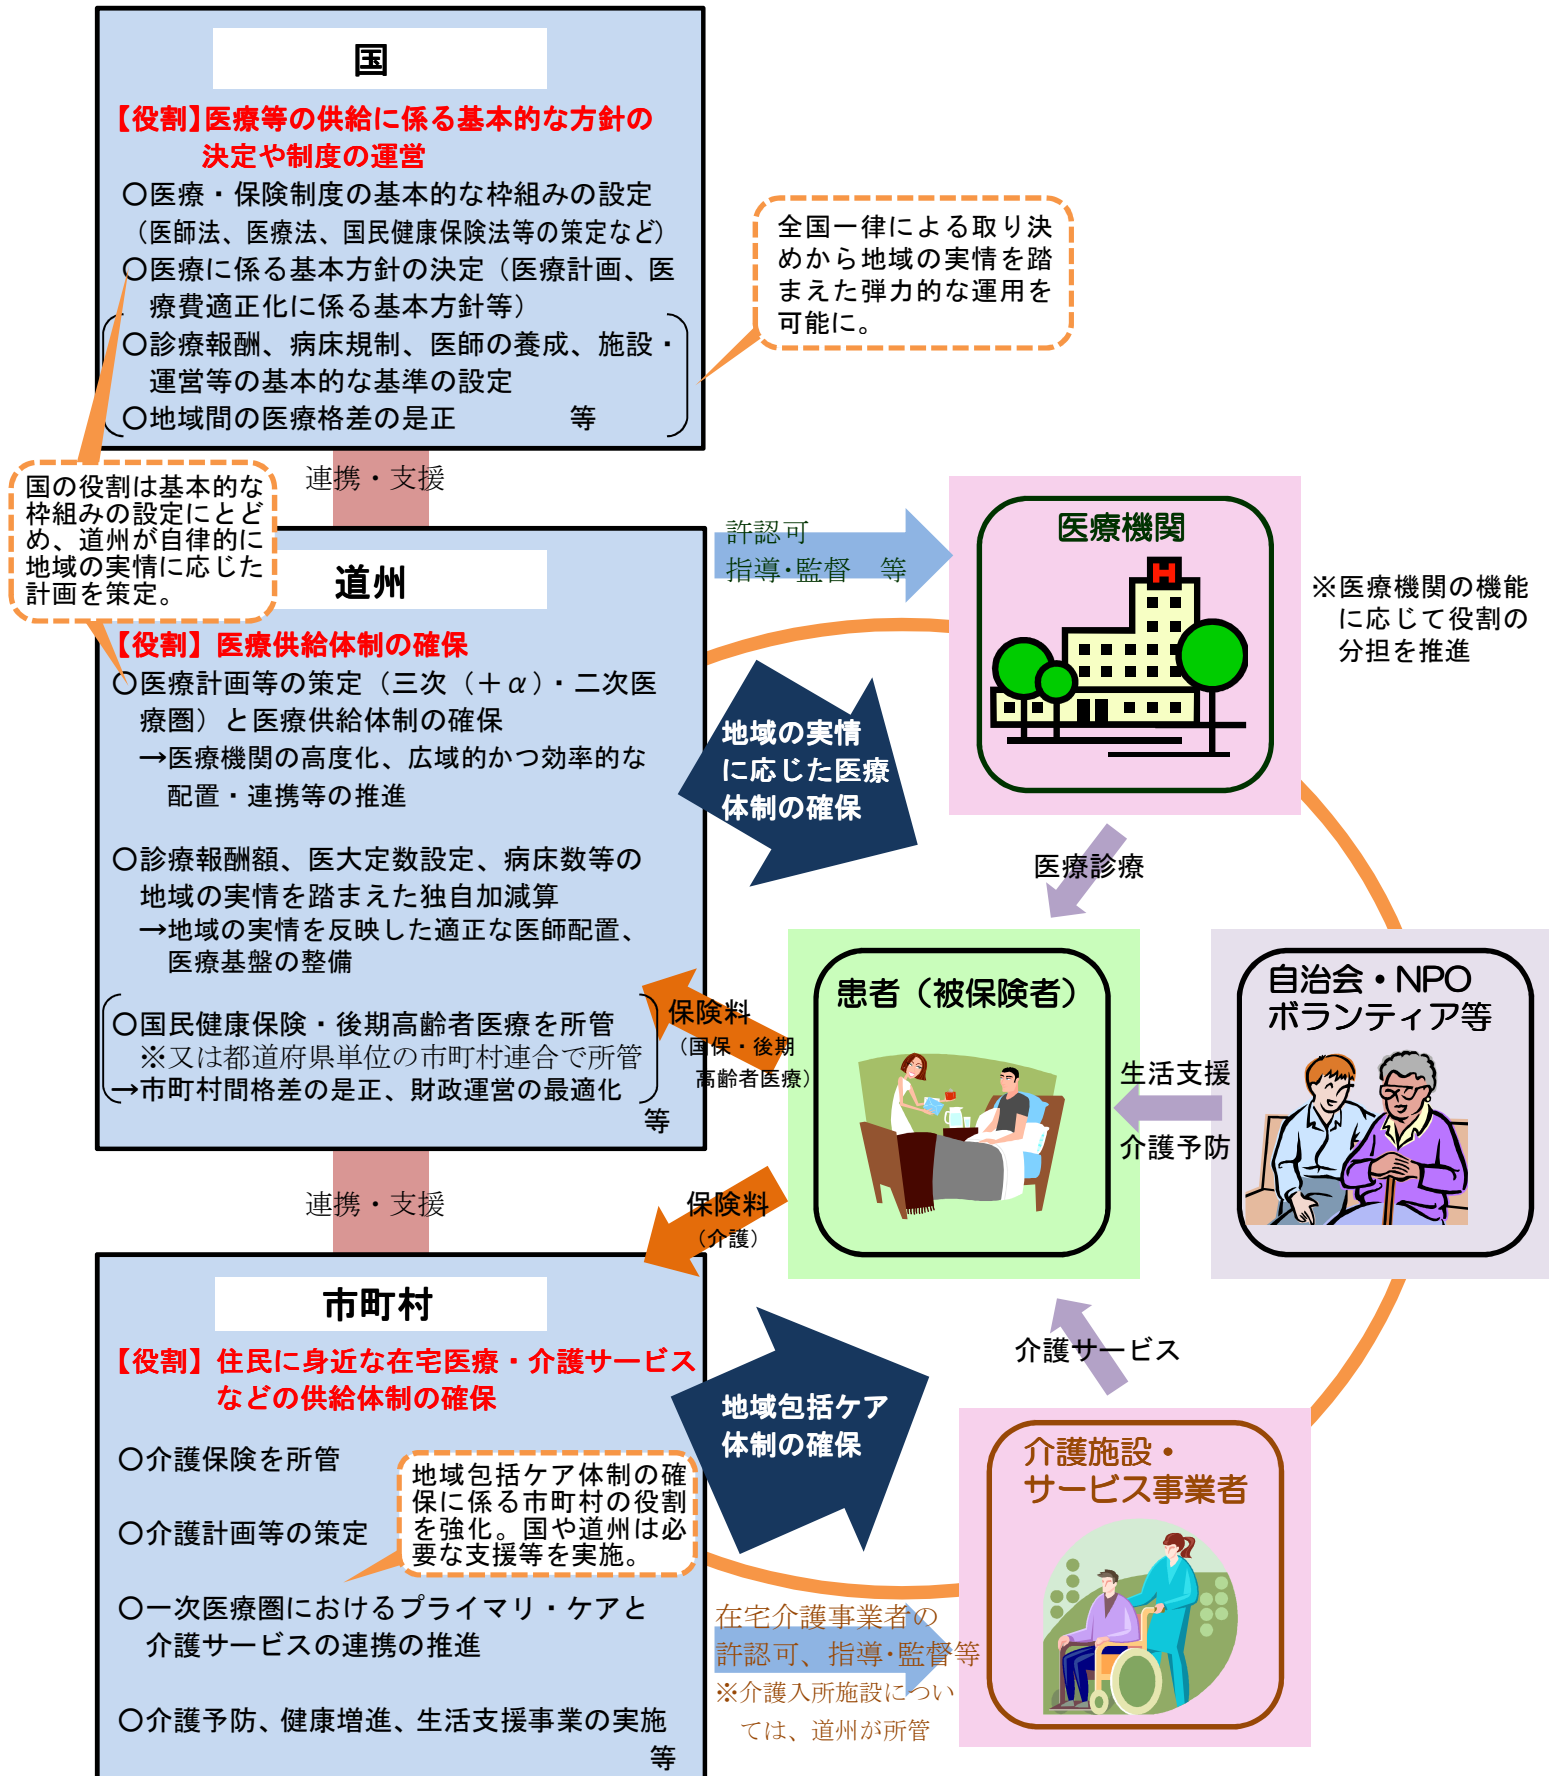 国
【役割】医療等の供給に係る基本的な方針の
決定や制度の運営
〇医療・保険制度の基本的な枠組みの設定
（医師法、医療法、国民健康保険法等の策定など）
〇医療に係る基本方針の決定（医療計画、医
療費適正化に係る基本方針等）
〇診療報酬、病床規制、医師の養成、施設・
運営等の基本的な基準の設定
〇地域間の医療格差の是正　　　　等
全国一律による取り決
めから地域の実情を踏
まえた弾力的な運用を
可能に。
連携・支援
国の役割は基本的な
枠組みの設定にとど
め、道州が自律的に
地域の実情に応じた
計画を策定。
道州
【役割】医療供給体制の確保
〇医療計画等の策定（三次（＋α）・二次医
療圏）と医療供給体制の確保
→医療機関の高度化、広域的かつ効率的な
配置・連携等の推進
〇診療報酬額、医大定数設定、病床数等の
地域の実情を踏まえた独自加減算
→地域の実情を反映した適正な医師配置、
医療基盤の整備
〇国民健康保険・後期高齢者医療を所管
※又は都道府県単位の市町村連合で所管
→市町村間格差の是正、財政運営の最適化
等
許認可
指導･監督　等
医療機関
※医療機関の機能
に応じて役割の
分担を推進
地域の実情
に応じた医療
体制の確保
医療診療
患者（被保険者）
自治会・NPO
ボランティア等
保険料
（国保・後期
高齢者医療）
生活支援
介護予防
連携・支援
保険料
（介護）
市町村
【役割】住民に身近な在宅医療・介護サービス
などの供給体制の確保
〇介護保険を所管
〇介護計画等の策定
〇一次医療圏におけるプライマリ・ケアと
介護サービスの連携の推進
〇介護予防、健康増進、生活支援事業の実施
等
地域包括ケア体制の確
保に係る市町村の役割
を強化。国や道州は必
要な支援等を実施。
地域包括ケア
体制の確保
介護サービス
介護施設・
サービス事業者
在宅介護事業者の
許認可、指導･監督等
※介護入所施設につい
ては、道州が所管
H